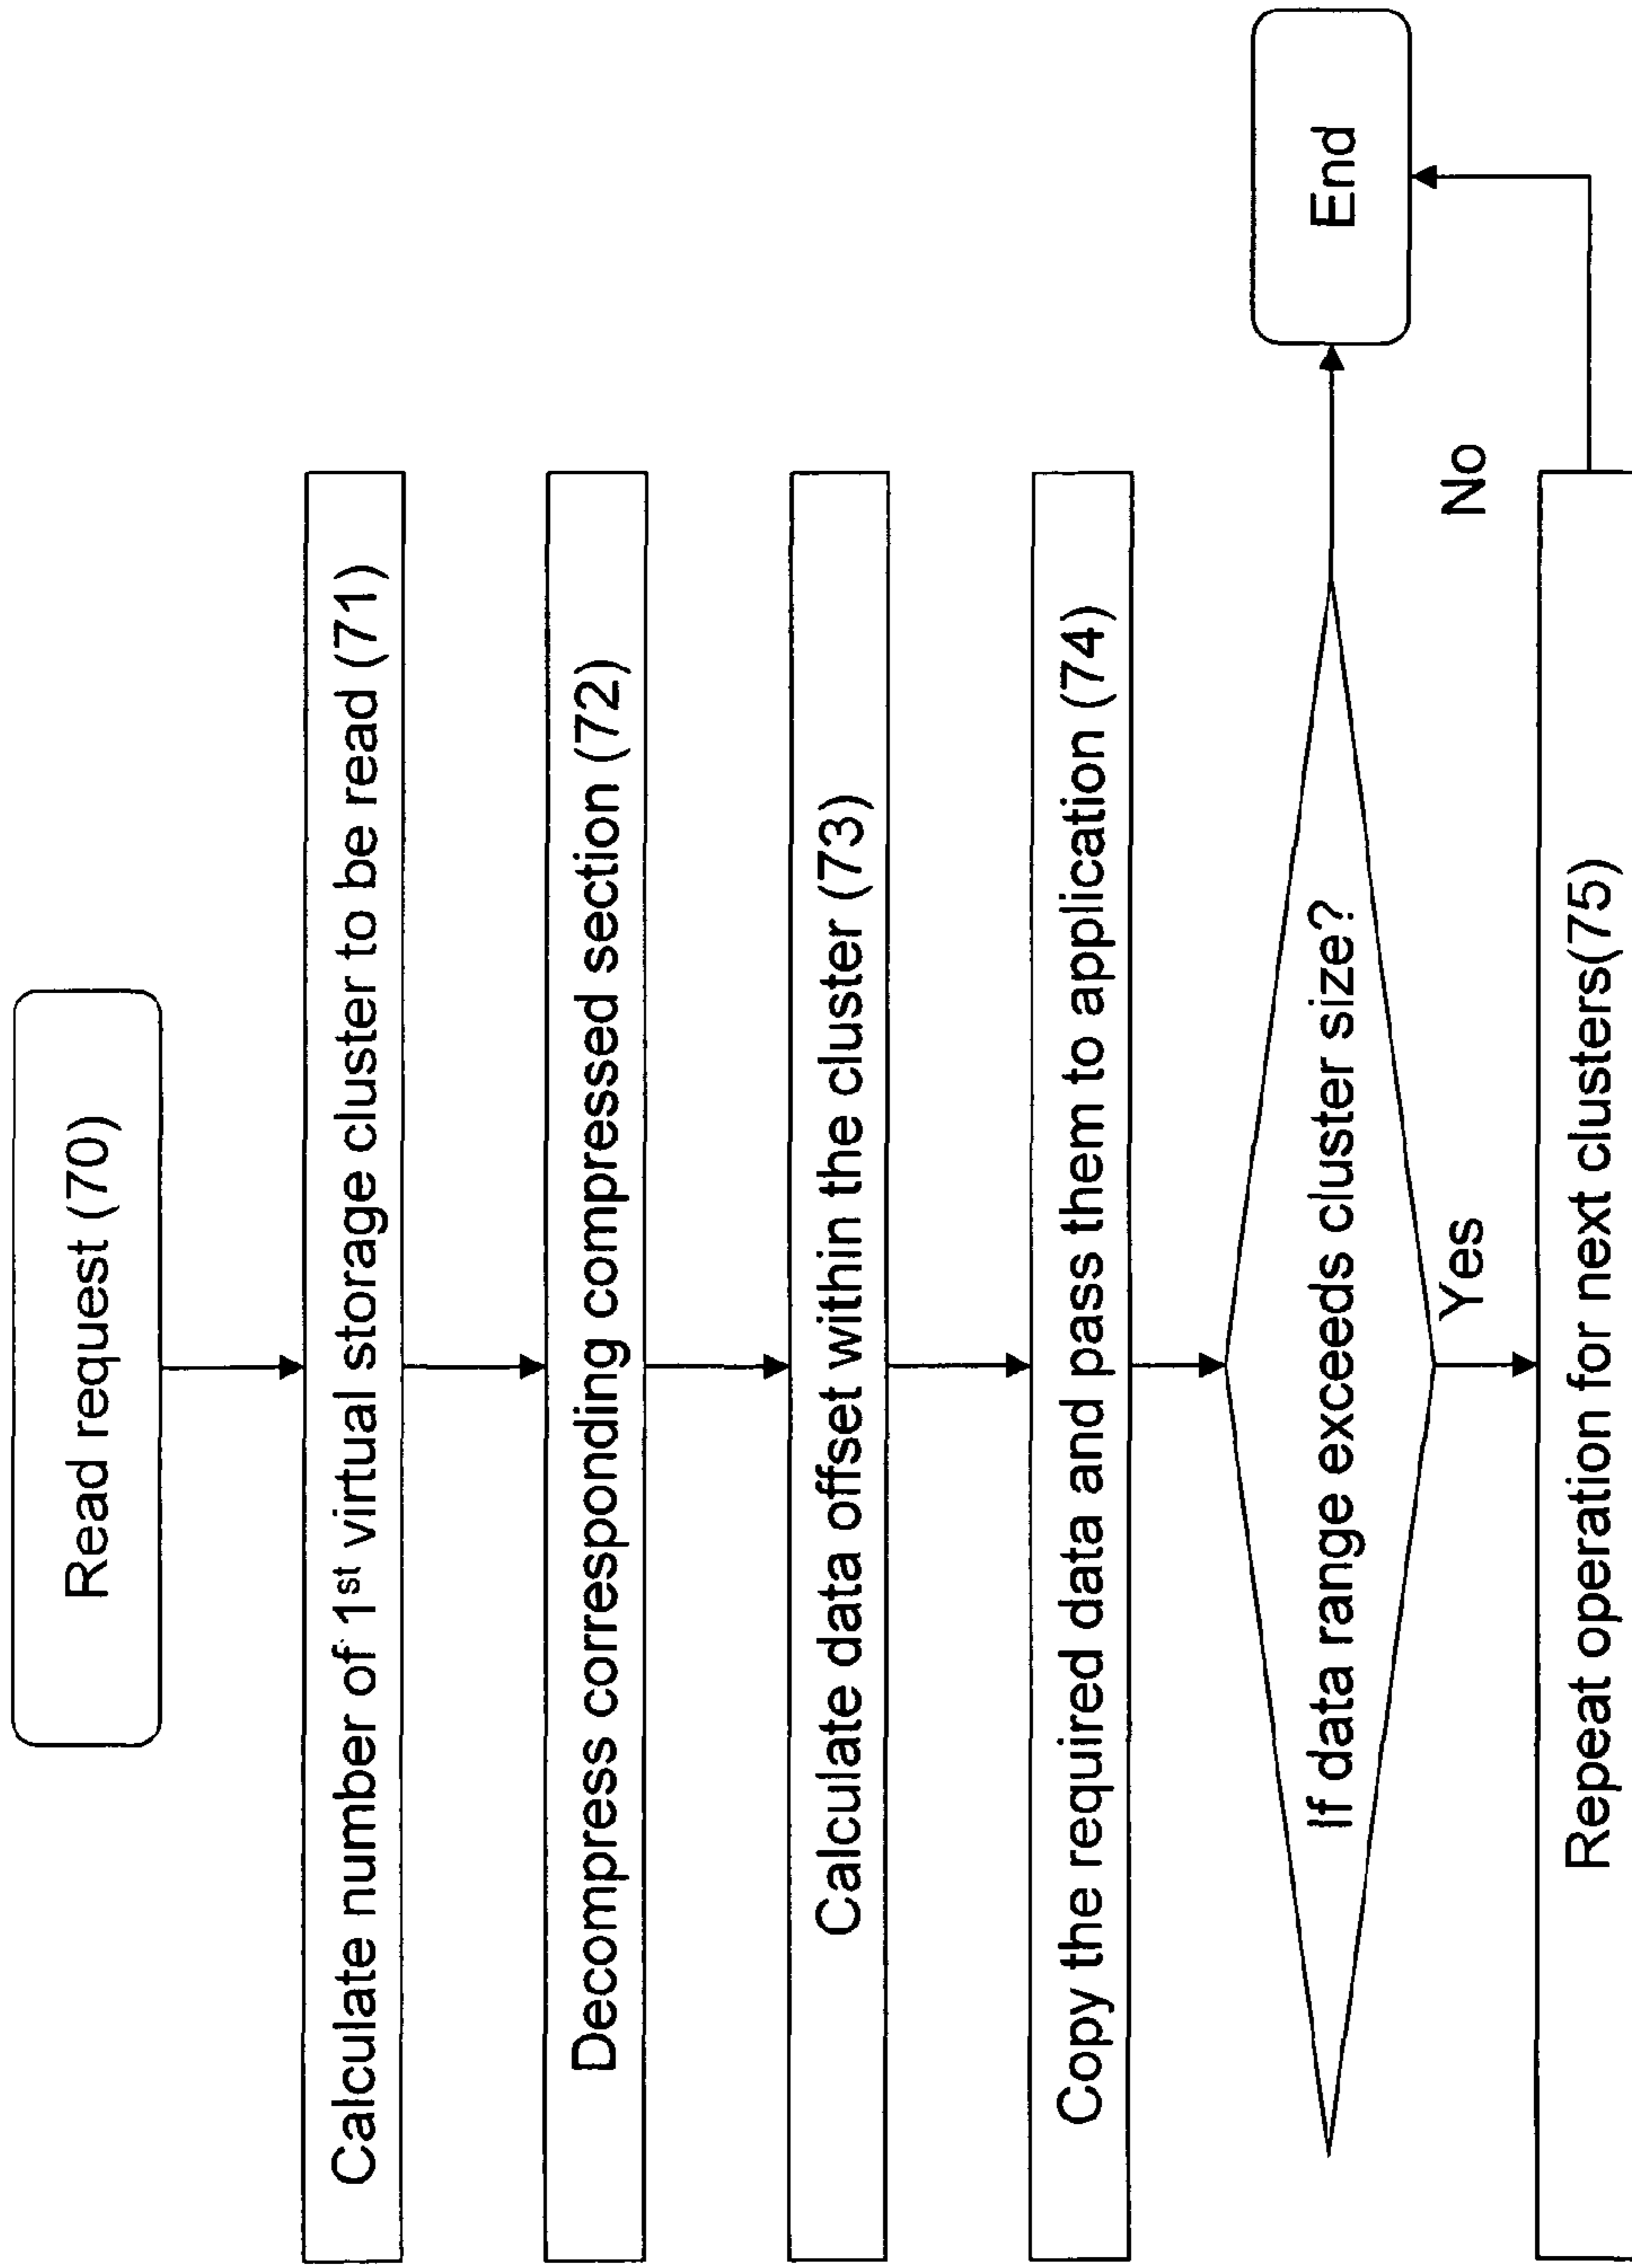 Read request (70)
Calculate number of 1st virtual storage cluster to be read (71)
Decompress corresponding compressed section (72)
Calculate data offset within the cluster (73)
Copy the required data and pass them to application (74)
If data range exceeds cluster size?
End
No
Yes
Repeat operation for next clusters(75)